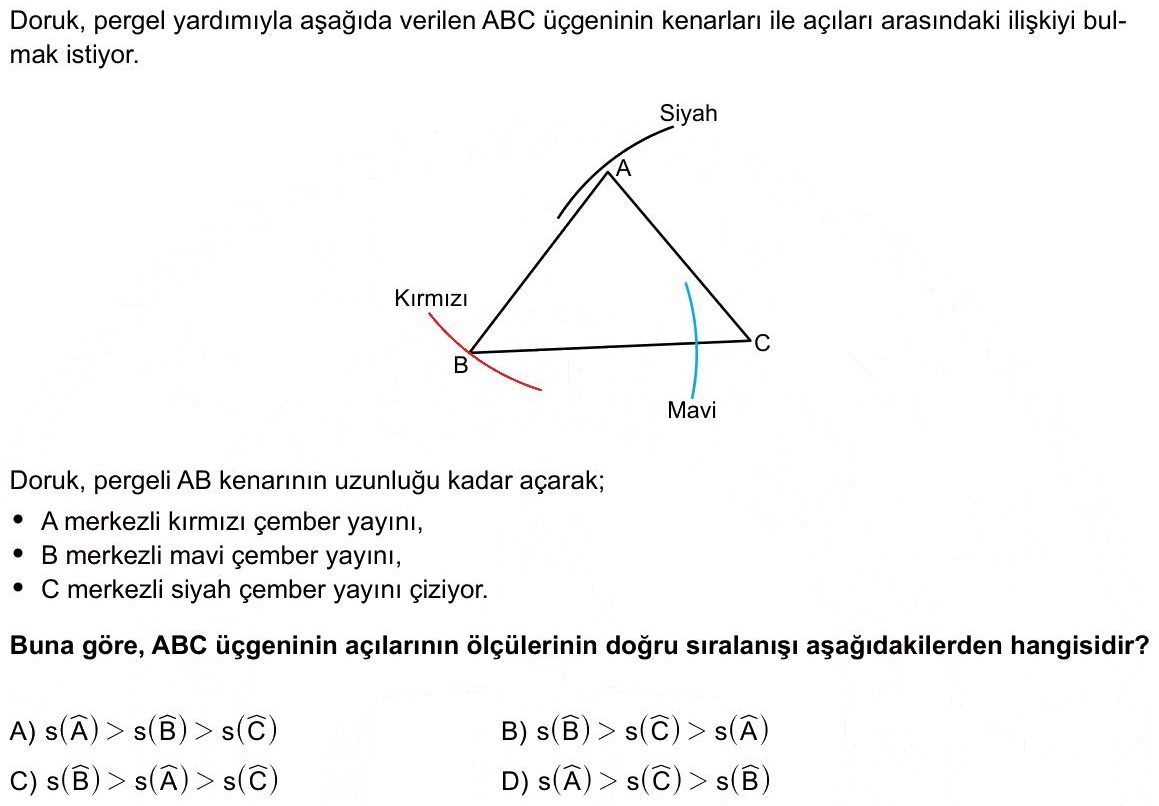 Doruk, pergel yardımıyla aşağıda verilen ABC üçgeninin kenarları ile açıları arasındaki ilişkiyi bul-
mak istiyor.
Siyah
A
Kırmızı
B
C
Mavi
Doruk, pergeli AB kenarının uzunluğu kadar açarak;
• A merkezli kırmızı çember yayını,
• B merkezli mavi çember yayını,
• C merkezli siyah çember yayını çiziyor.
Buna göre, ABC üçgeninin açılarının ölçülerinin doğru sıralanışı aşağıdakilerden hangisidir?
A) s(Â) > s(B̂) > s(Ĉ)
B) s(B̂) > s(Ĉ) > s(Â)
C) s(B̂) > s(Â) > s(Ĉ)
D) s(Â) > s(Ĉ) > s(B̂)